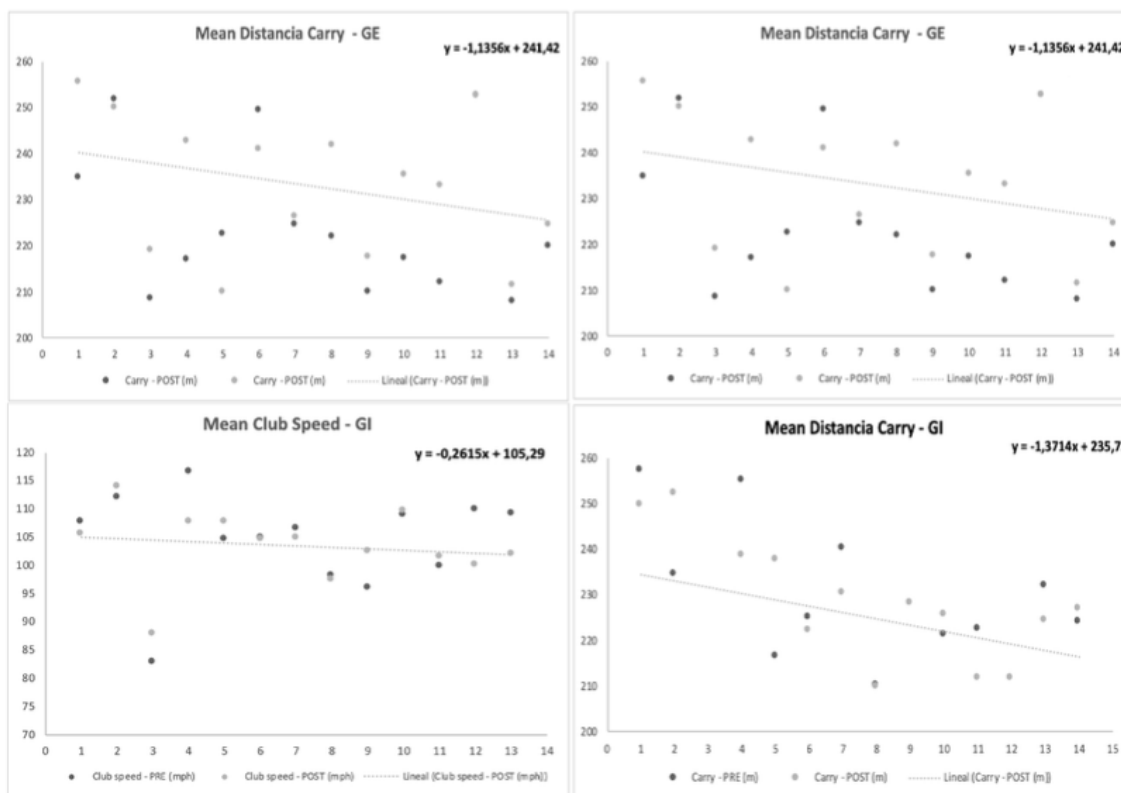 Mean Distancia Carry - GE
y = -1,1356x + 241,42
260
250
240
230
220
210
200
0 1 2 3 4 5 6 7 8 9 10 11 12 13 14
Carry - POST (m) Carry - POST (m) Lineal (Carry - POST (m))
Mean Distancia Carry - GE
y = -1,1356x + 241,42
260
250
240
230
220
210
200
0 1 2 3 4 5 6 7 8 9 10 11 12 13 14
Carry - POST (m) Carry - POST (m) Lineal (Carry - POST (m))
Mean Club Speed - GI
y = -0,2615x + 105,29
120
115
110
105
100
95
90
85
80
75
70
0 1 2 3 4 5 6 7 8 9 10 11 12 13 14
Club speed - PRE (mph) Club speed - POST (mph) Lineal (Club speed - POST (mph))
Mean Distancia Carry - GI
y = -1,3714x + 235,7
260
250
240
230
220
210
200
0 1 2 3 4 5 6 7 8 9 10 11 12 13 14 15
Carry - PRE (m) Carry - POST (m) Lineal (Carry - POST (m))